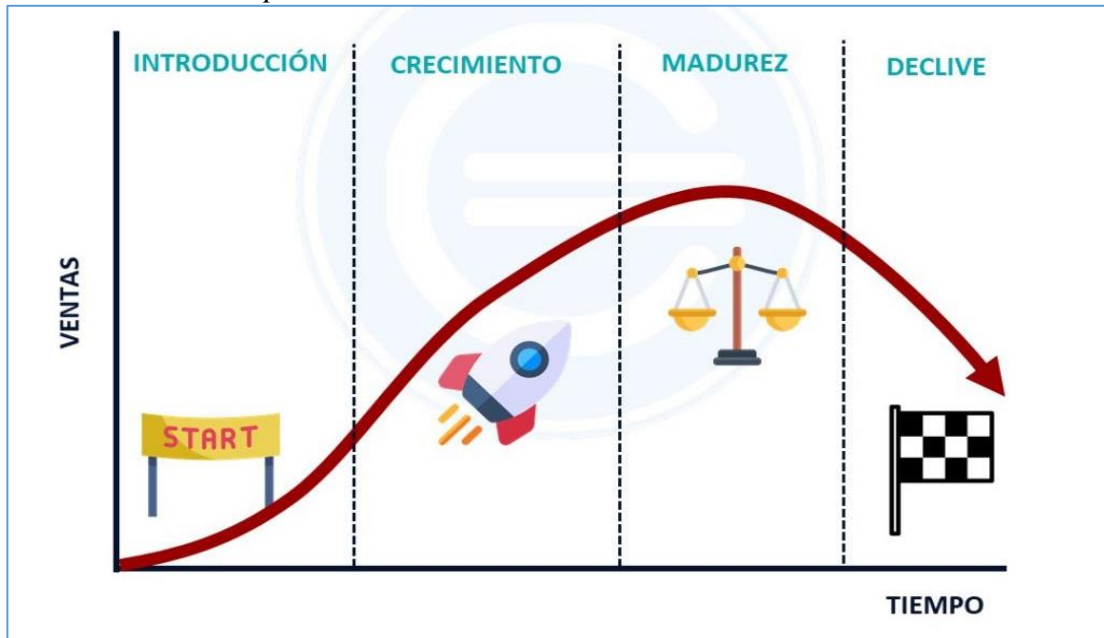 INTRODUCCIÓN
CRECIMIENTO
MADUREZ
DECLIVE
VENTAS
START
TIEMPO